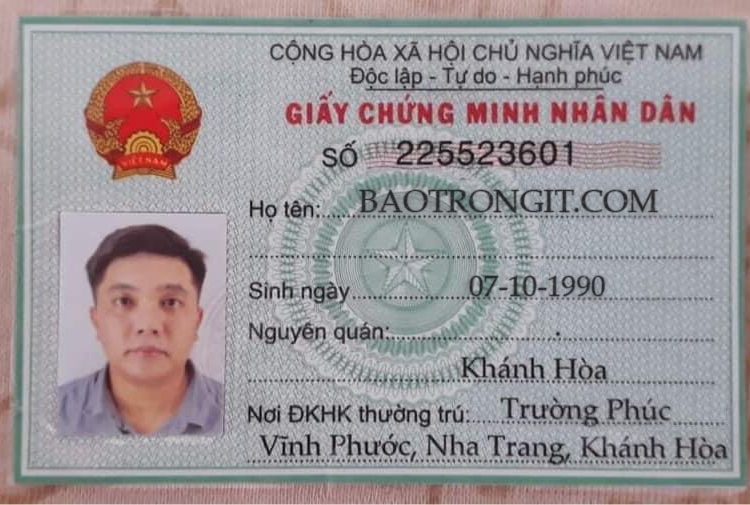 CỘNG HÒA XÃ HỘI CHỦ NGHĨA VIỆT NAM
Độc lập - Tự do - Hạnh phúc
GIẤY CHỨNG MINH NHÂN DÂN
SỐ 225523601
VIỆT NAM
Họ tên: BAOTRONGIT.COM
Sinh ngày 07-10-1990
Nguyên quán:
Khánh Hòa
Nơi ĐKHK thường trú: Trường Phúc
Vĩnh Phước, Nha Trang, Khánh Hòa